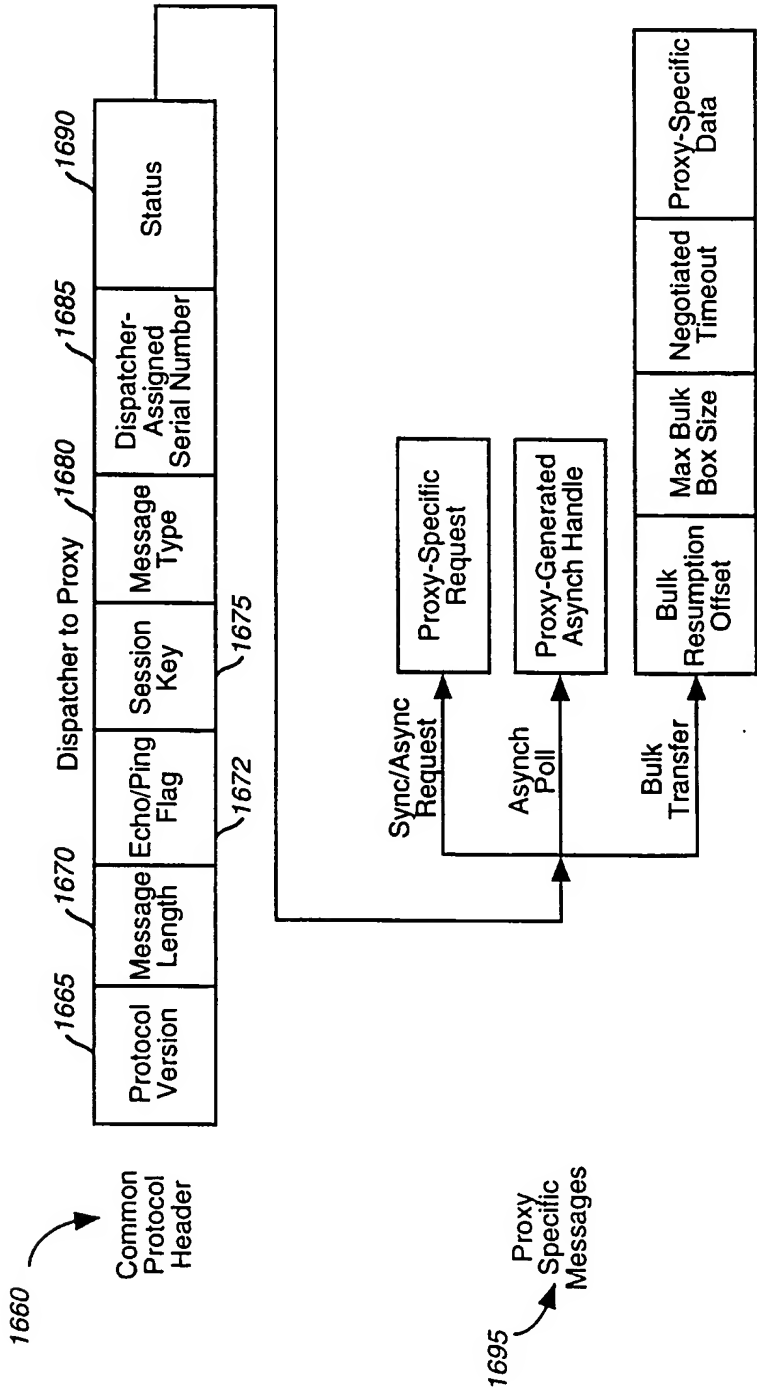 Dispatcher to Proxy
1660
Common
Protocol
Header
1665
Protocol
Version
1670
Message
Length
Echo/Ping
Flag
1672
Session
Key
1675
1680
Message
Type
1685
Dispatcher-
Assigned
Serial Number
1690
Status
1695
Proxy
Specific
Messages
Sync/Async
Request
Proxy-Specific
Request
Asynch
Poll
Proxy-Generated
Asynch Handle
Bulk
Transfer
Bulk
Resumption
Offset
Max Bulk
Box Size
Negotiated
Timeout
Proxy-Specific
Data